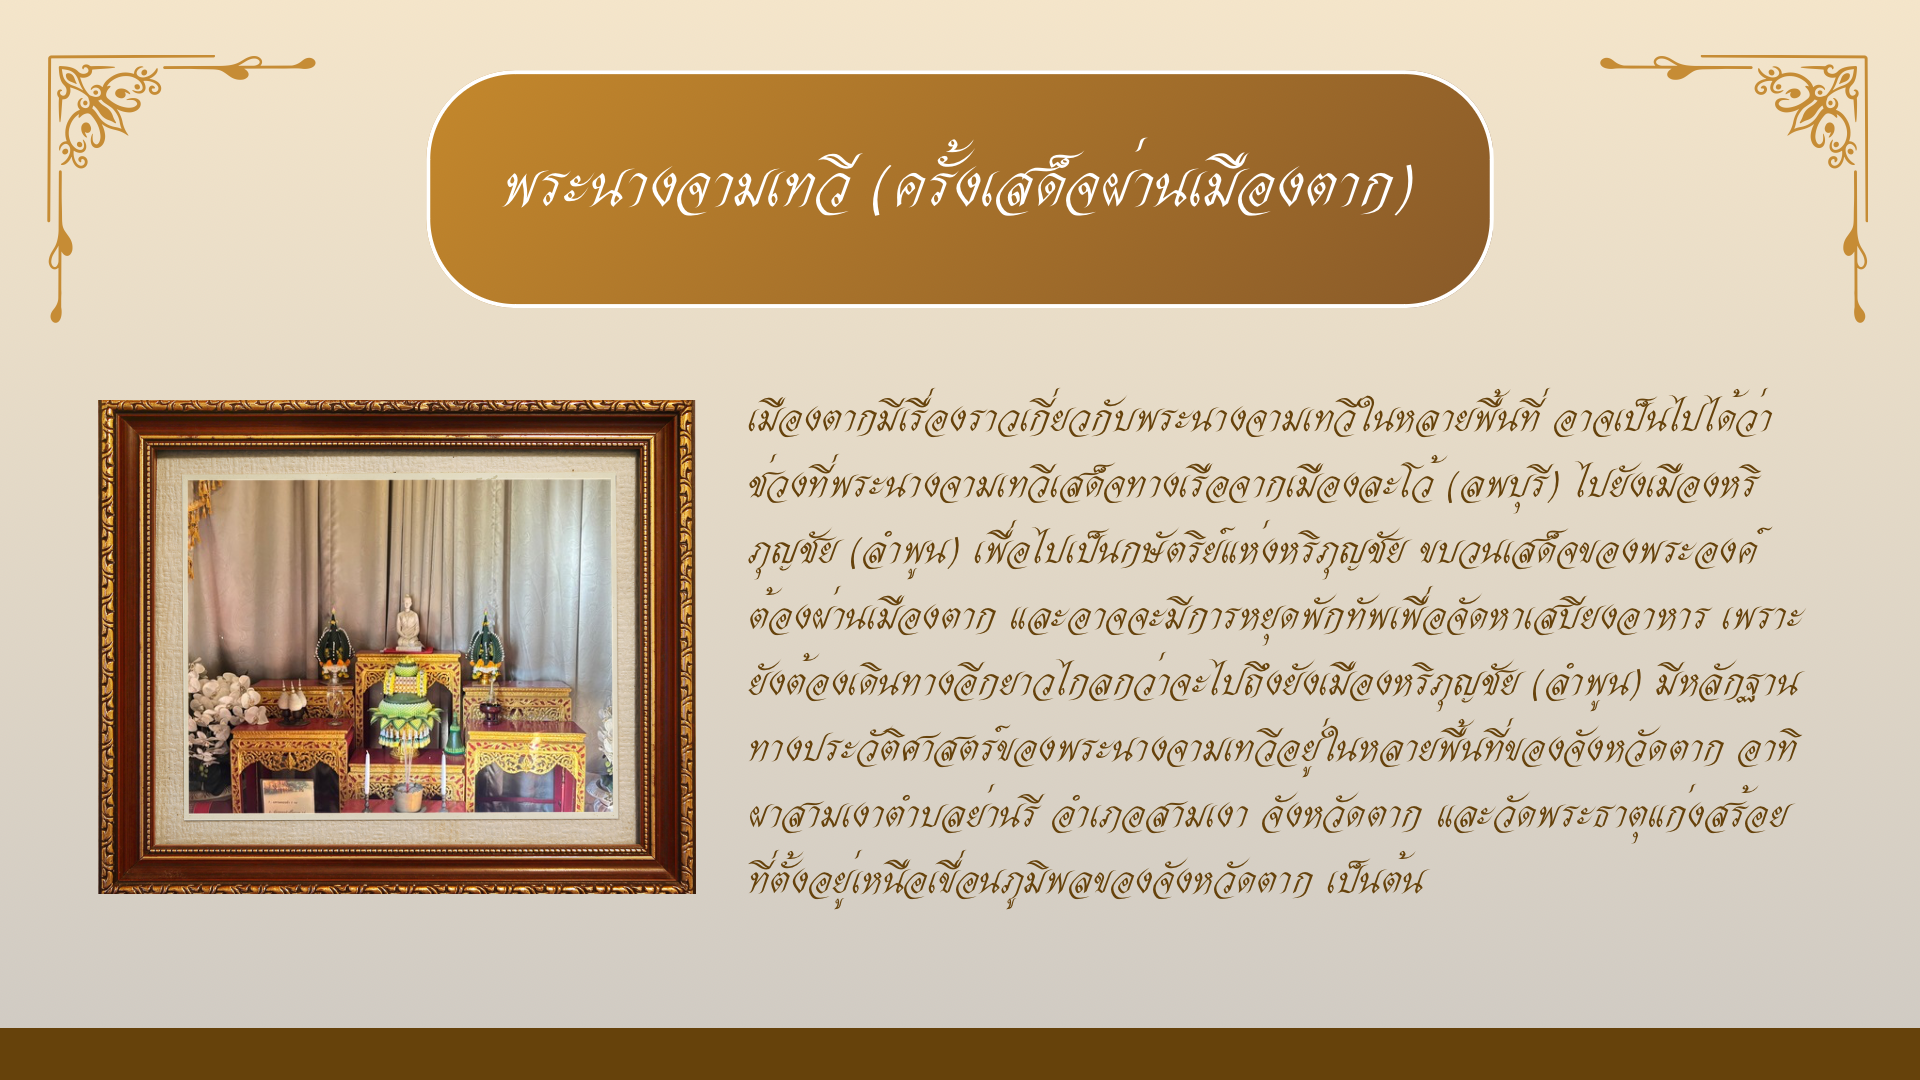 พระนางจามเทวี (ครั้งเสด็จผ่านเมืองตาก)
เมืองตากมีเรื่องราวเกี่ยวกับพระนางจามเทวีในหลายพื้นที่ อาจเป็นไปได้ว่า
ช่วงที่พระนางจามเทวีเสด็จทางเรือจากเมืองละโว้ (ลพบุรี) ไปยังเมืองหริ
ภุญชัย (ลำพูน) เพื่อไปเป็นกษัตริย์แห่งหริภุญชัย ขบวนเสด็จของพระองค์
ต้องผ่านเมืองตาก และอาจจะมีการหยุดพักทัพเพื่อจัดหาเสบียงอาหาร เพราะ
ยังต้องเดินทางอีกยาวไกลกว่าจะไปถึงยังเมืองหริภุญชัย (ลำพูน) มีหลักฐาน
ทางประวัติศาสตร์ของพระนางจามเทวีอยู่ในหลายพื้นที่ของจังหวัดตาก อาทิ
ผาสามเงาตำบลย่านรี อำเภอสามเงา จังหวัดตาก และวัดพระธาตุแก่งสร้อย
ที่ตั้งอยู่เหนือเขื่อนภูมิพลของจังหวัดตาก เป็นต้น